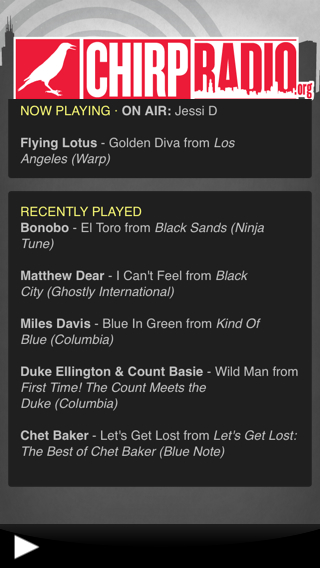 CHIRPRADIO.org
NOW PLAYING · ON AIR: Jessi D
Flying Lotus - Golden Diva from Los
Angeles (Warp)
RECENTLY PLAYED
Bonobo - El Toro from Black Sands (Ninja
Tune)
Matthew Dear - I Can't Feel from Black
City (Ghostly International)
Miles Davis - Blue In Green from Kind Of
Blue (Columbia)
Duke Ellington & Count Basie - Wild Man from
First Time! The Count Meets the
Duke (Columbia)
Chet Baker - Let's Get Lost from Let's Get Lost:
The Best of Chet Baker (Blue Note)